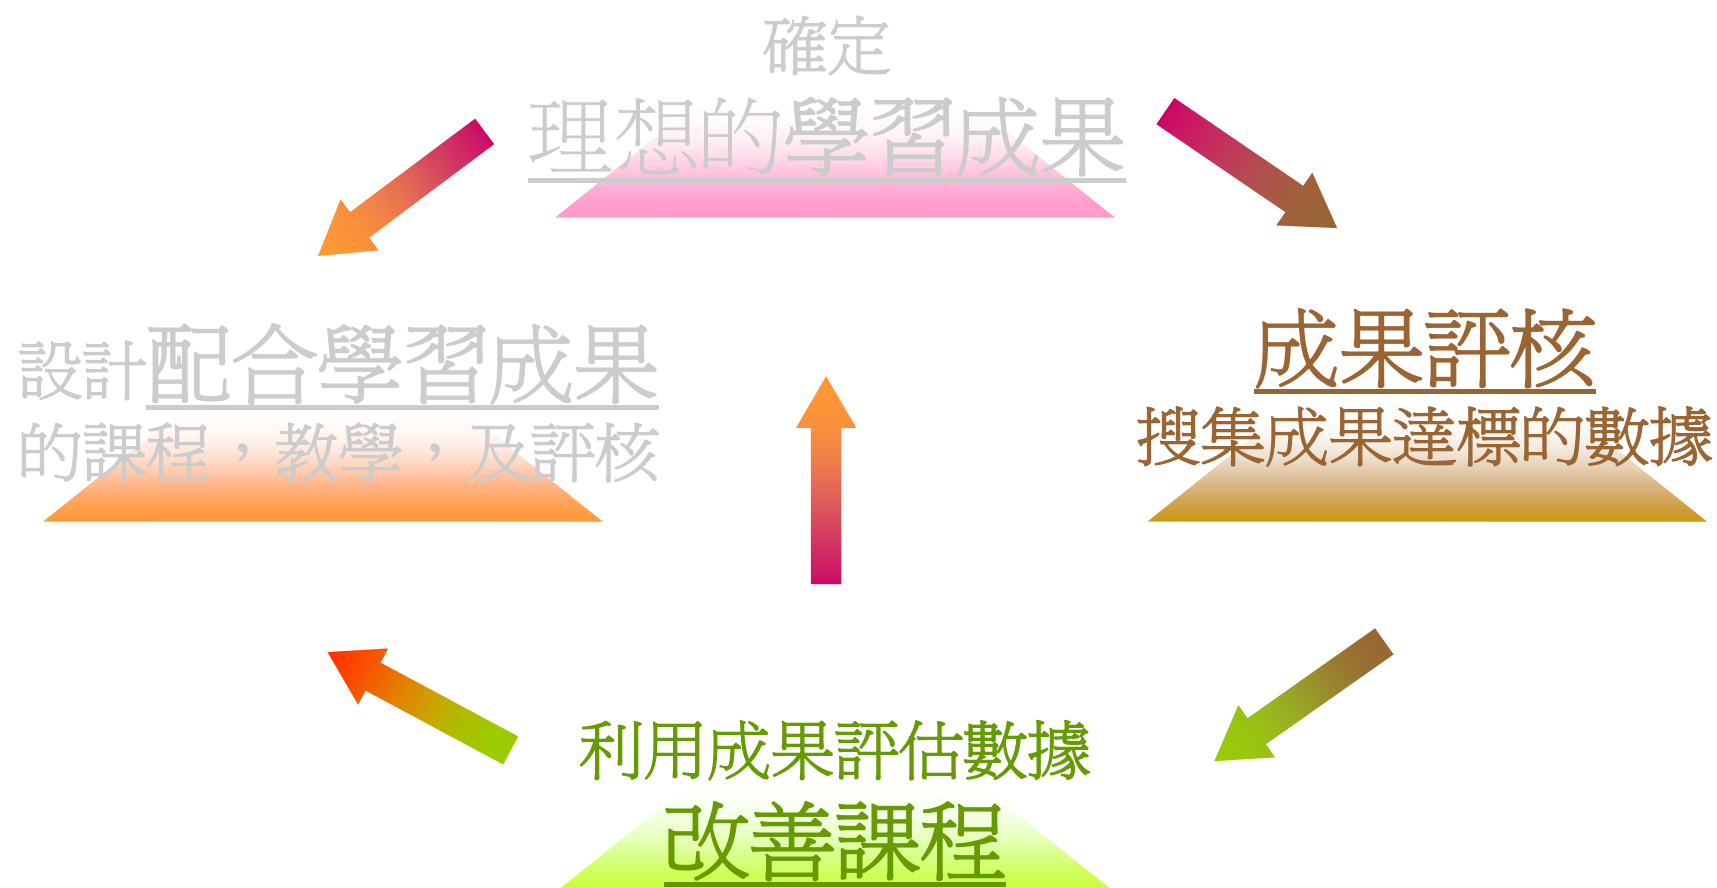 確定
理想的學習成果
設計配合學習成果
的課程，教學，及評核
成果評核
搜集成果達標的數據
利用成果評估數據
改善課程